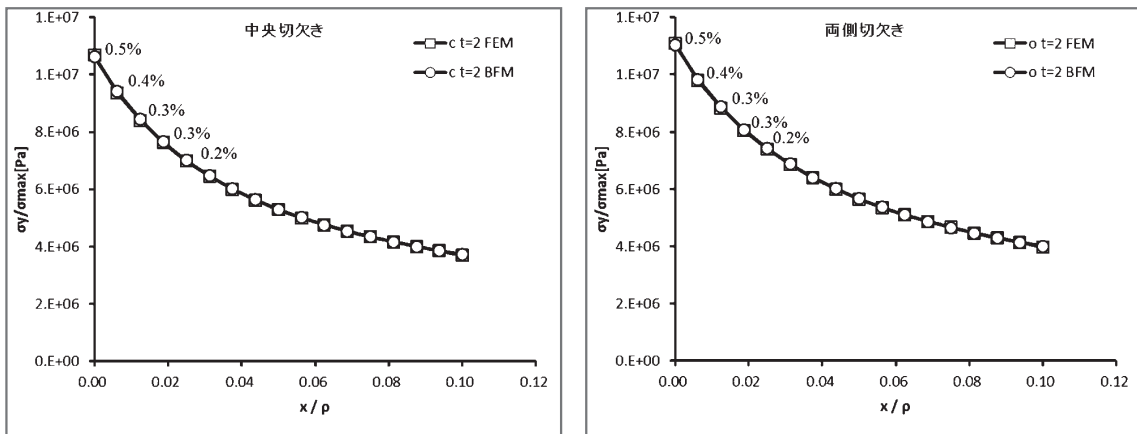 中央切欠き
c t=2 FEM
c t=2 BFM
1.E+07
1.E+07
8.E+06
6.E+06
4.E+06
2.E+06
0.E+00
σy/σmax[Pa]
0.5%
0.4%
0.3%
0.3%
0.2%
0.00
0.02
0.04
0.06
0.08
0.10
0.12
x / ρ
両側切欠き
o t=2 FEM
o t=2 BFM
1.E+07
1.E+07
8.E+06
6.E+06
4.E+06
2.E+06
0.E+00
σy/σmax[Pa]
0.5%
0.4%
0.3%
0.3%
0.2%
0.00
0.02
0.04
0.06
0.08
0.10
0.12
x / ρ